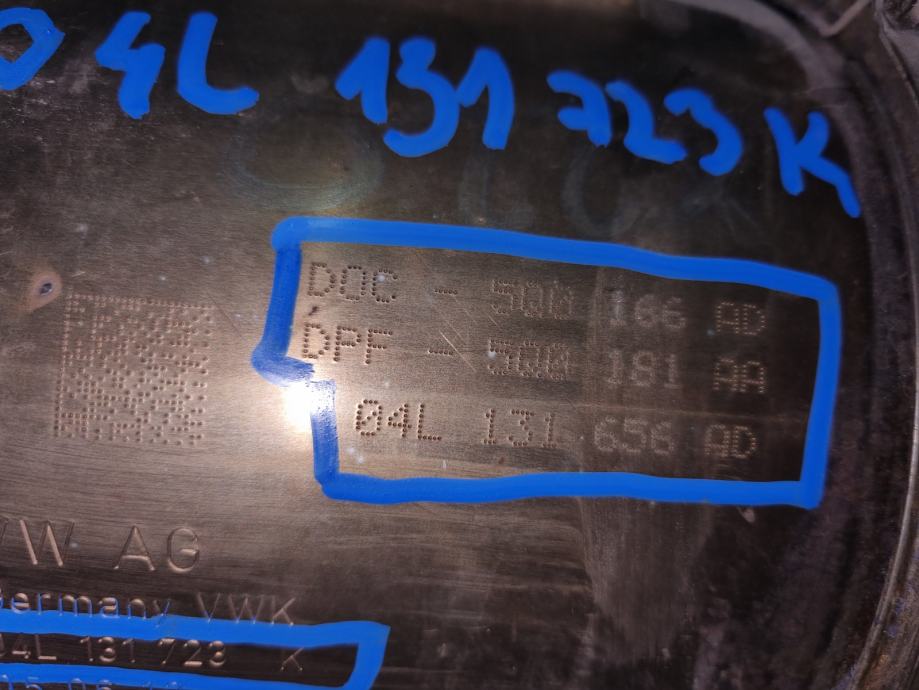 04L 131 723 K
DOC - 500 166 AD
DPF - 500 181 AA
04L 131 656 AD
VW AG
Germany VWK
04L 131 723 K